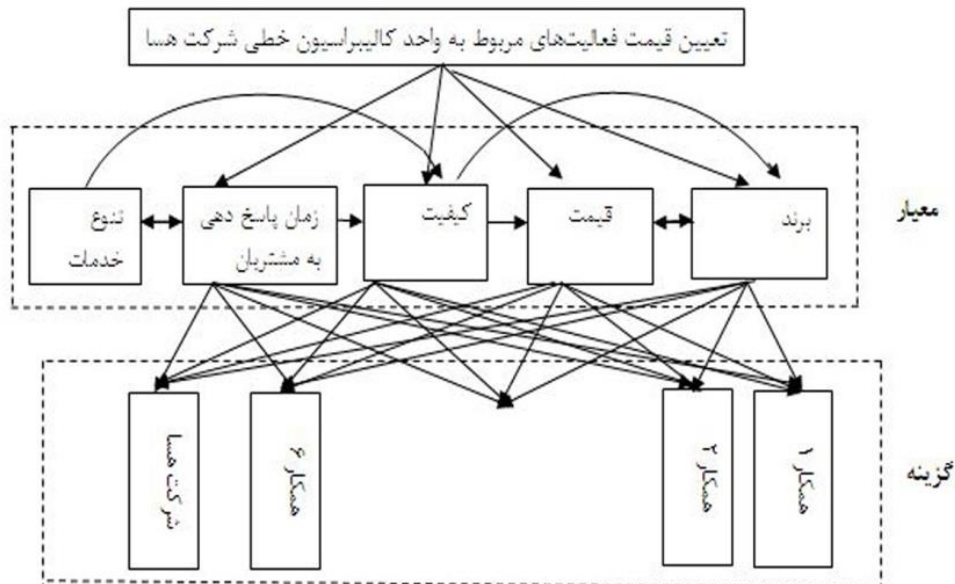 تعیین قیمت فعالیت‌های مربوط به واحد کالیبراسیون خطی شرکت هسا
معیار
برند
قیمت
کیفیت
زمان پاسخ دهی
به مشتریان
تنوع
خدمات
گزینه
همکار ۱
همکار ۲
همکار ۶
شرکت هسا